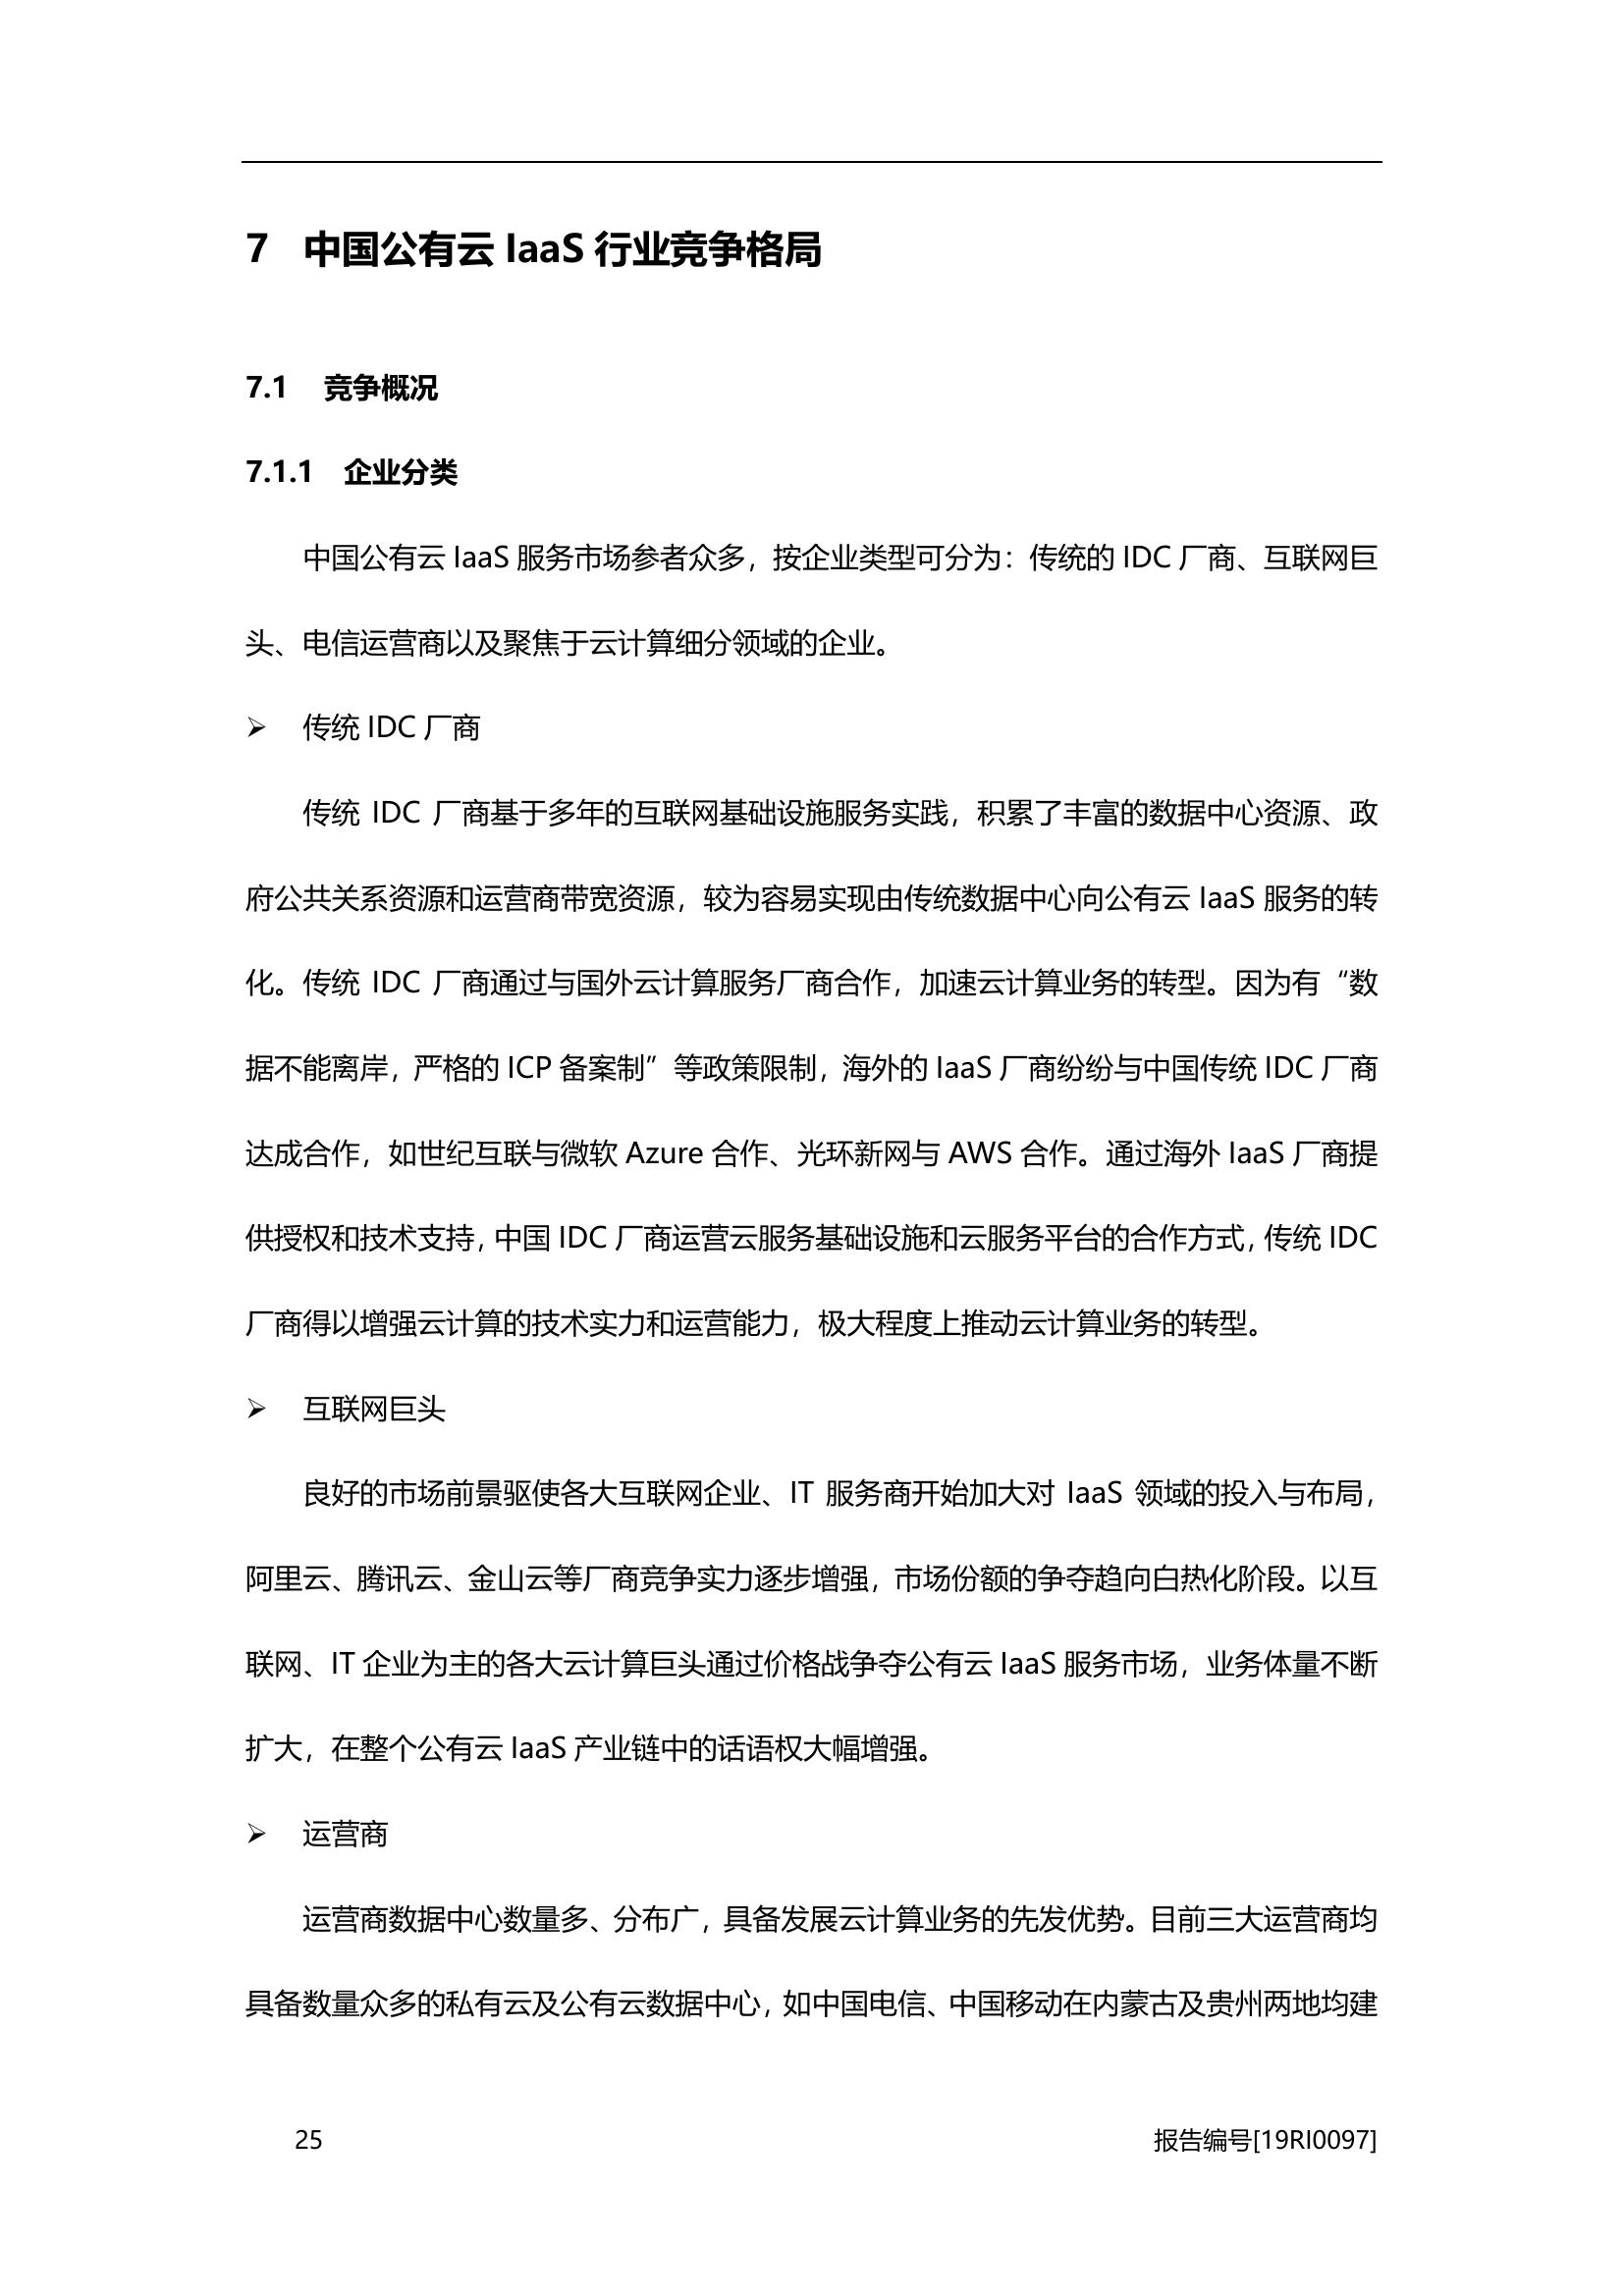 7 中国公有云 IaaS 行业竞争格局
7.1 竞争概况
7.1.1 企业分类
中国公有云 IaaS 服务市场参者众多，按企业类型可分为：传统的 IDC 厂商、互联网巨
头、电信运营商以及聚焦于云计算细分领域的企业。
➢ 传统 IDC 厂商
传统 IDC 厂商基于多年的互联网基础设施服务实践，积累了丰富的数据中心资源、政
府公共关系资源和运营商带宽资源，较为容易实现由传统数据中心向公有云 IaaS 服务的转
化。传统 IDC 厂商通过与国外云计算服务厂商合作，加速云计算业务的转型。因为有“数
据不能离岸，严格的 ICP 备案制”等政策限制，海外的 IaaS 厂商纷纷与中国传统 IDC 厂商
达成合作，如世纪互联与微软 Azure 合作、光环新网与 AWS 合作。通过海外 IaaS 厂商提
供授权和技术支持，中国 IDC 厂商运营云服务基础设施和云服务平台的合作方式，传统 IDC
厂商得以增强云计算的技术实力和运营能力，极大程度上推动云计算业务的转型。
➢ 互联网巨头
良好的市场前景驱使各大互联网企业、IT 服务商开始加大对 IaaS 领域的投入与布局，
阿里云、腾讯云、金山云等厂商竞争实力逐步增强，市场份额的争夺趋向白热化阶段。以互
联网、IT 企业为主的各大云计算巨头通过价格战争夺公有云 IaaS 服务市场，业务体量不断
扩大，在整个公有云 IaaS 产业链中的话语权大幅增强。
➢ 运营商
运营商数据中心数量多、分布广，具备发展云计算业务的先发优势。目前三大运营商均
具备数量众多的私有云及公有云数据中心，如中国电信、中国移动在内蒙古及贵州两地均建
25 报告编号[19RI0097]